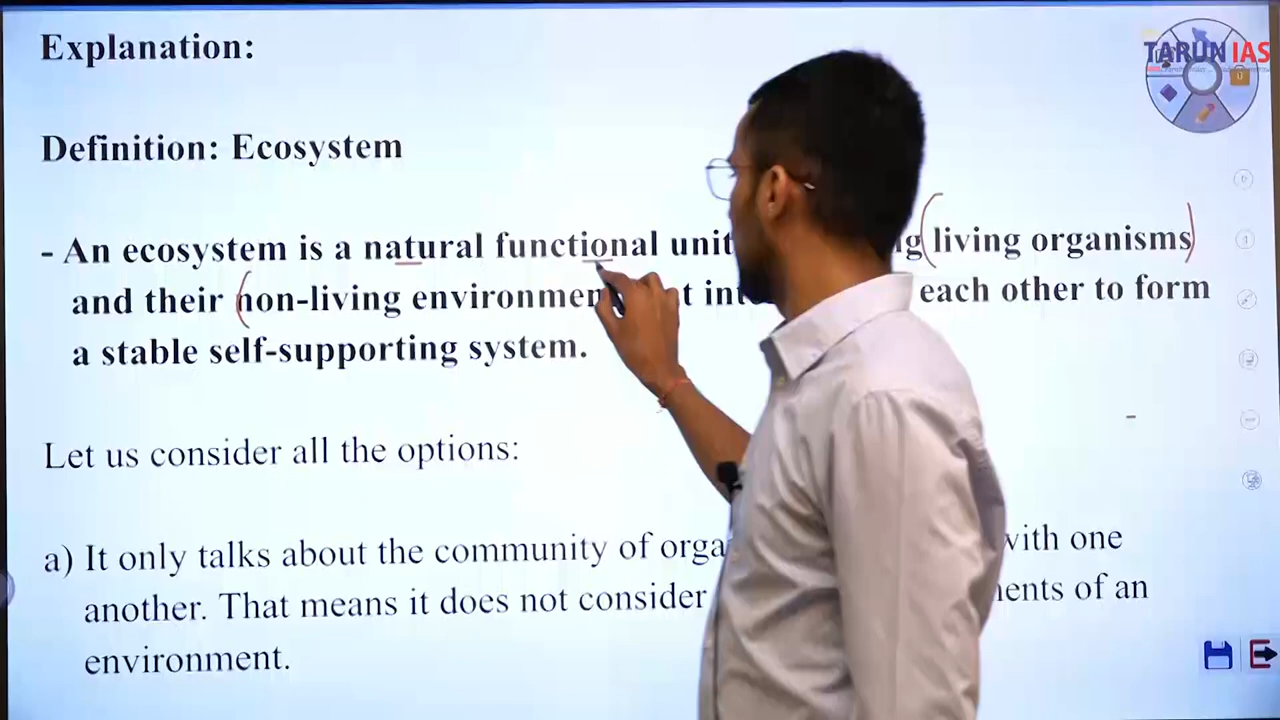 Explanation:
TARUN IAS
Definition: Ecosystem
- An ecosystem is a natural functional unit living organisms
and their non-living environment each other to form
a stable self-supporting system.
Let us consider all the options:
a) It only talks about the community of with one
another. That means it does not consider of an
environment.